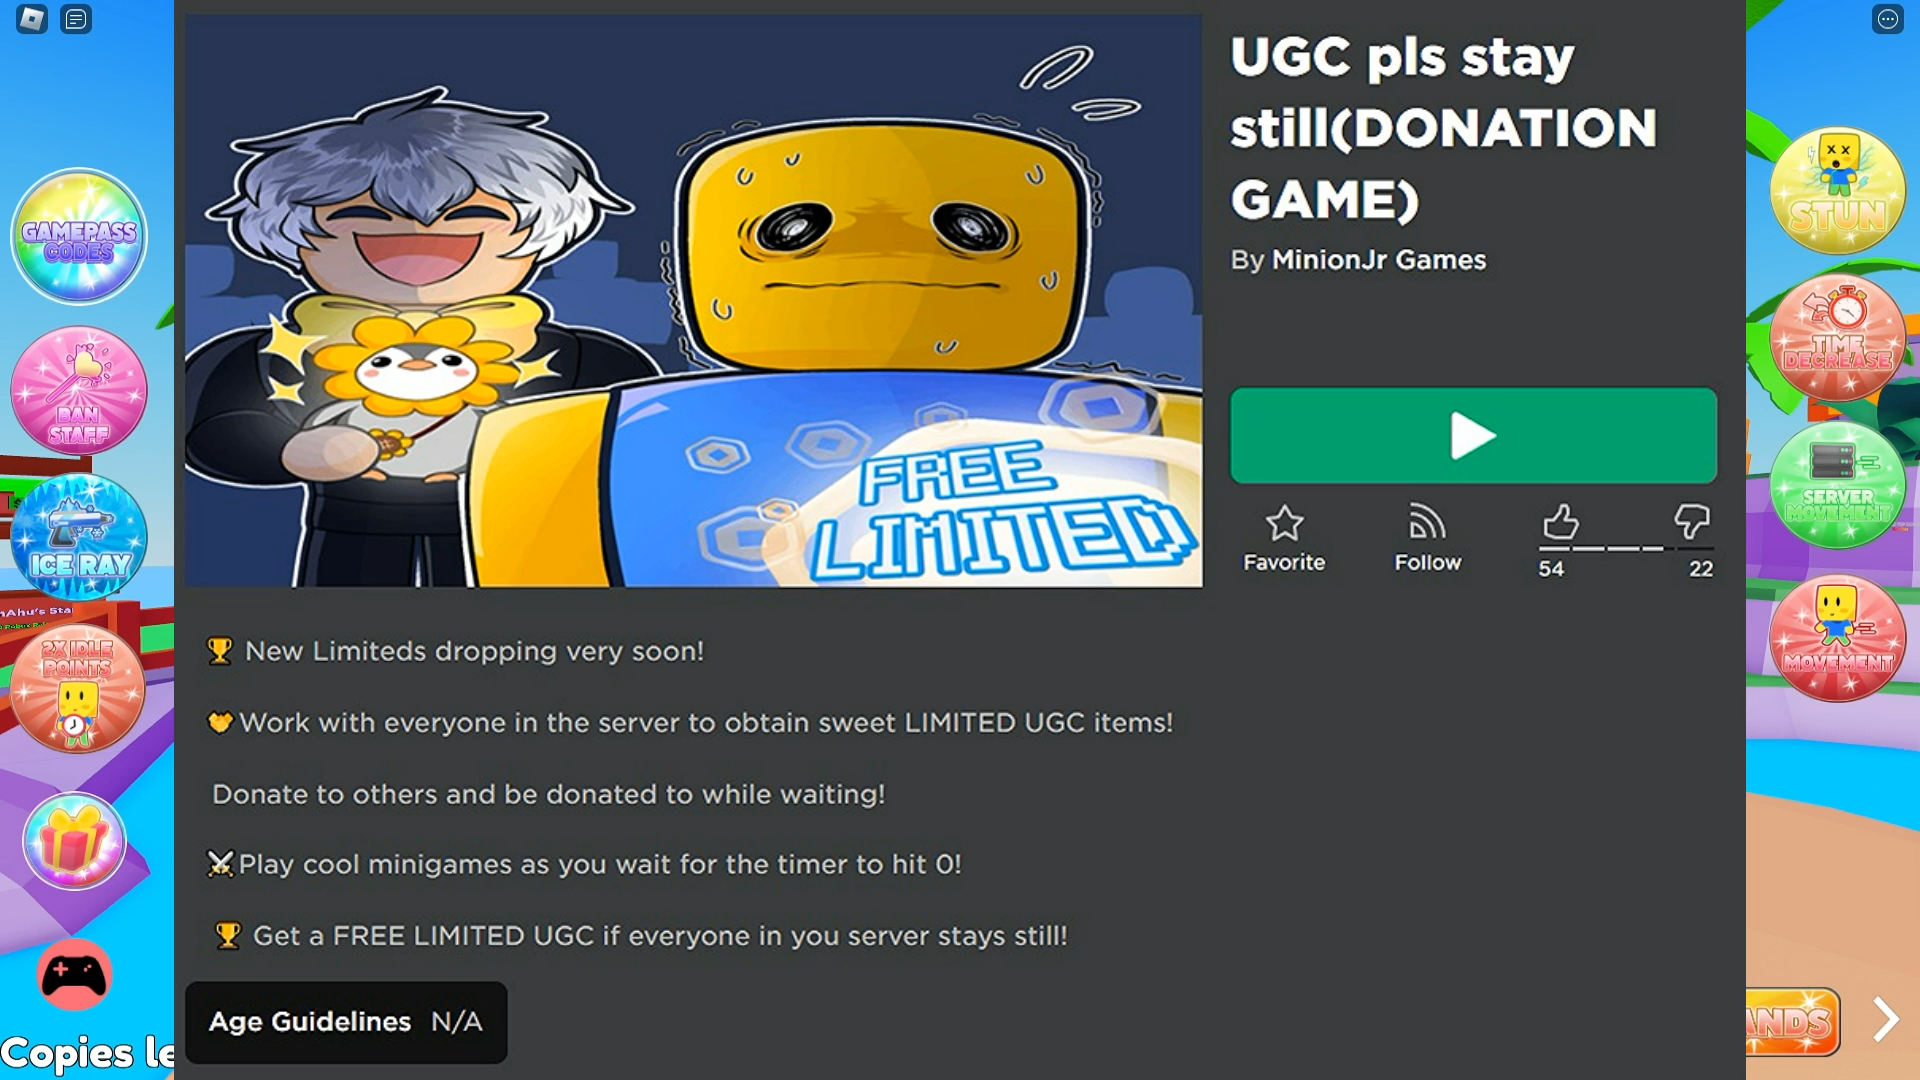 UGC pls stay
still(DONATION
GAME)
By MinionJr Games
FREE
LIMITED
Favorite
Follow
54
22
🏆 New Limiteds dropping very soon!
💛Work with everyone in the server to obtain sweet LIMITED UGC items!
Donate to others and be donated to while waiting!
⚔️Play cool minigames as you wait for the timer to hit 0!
🏆 Get a FREE LIMITED UGC if everyone in you server stays still!
Age Guidelines N/A
GAMEPASS
CODES
BAN
STAFF
ICE RAY
2X IDLE
POINTS
Copies le
STUN
TIME
DECREASE
SERVER
MOVEMENT
MOVEMENT
ANDS